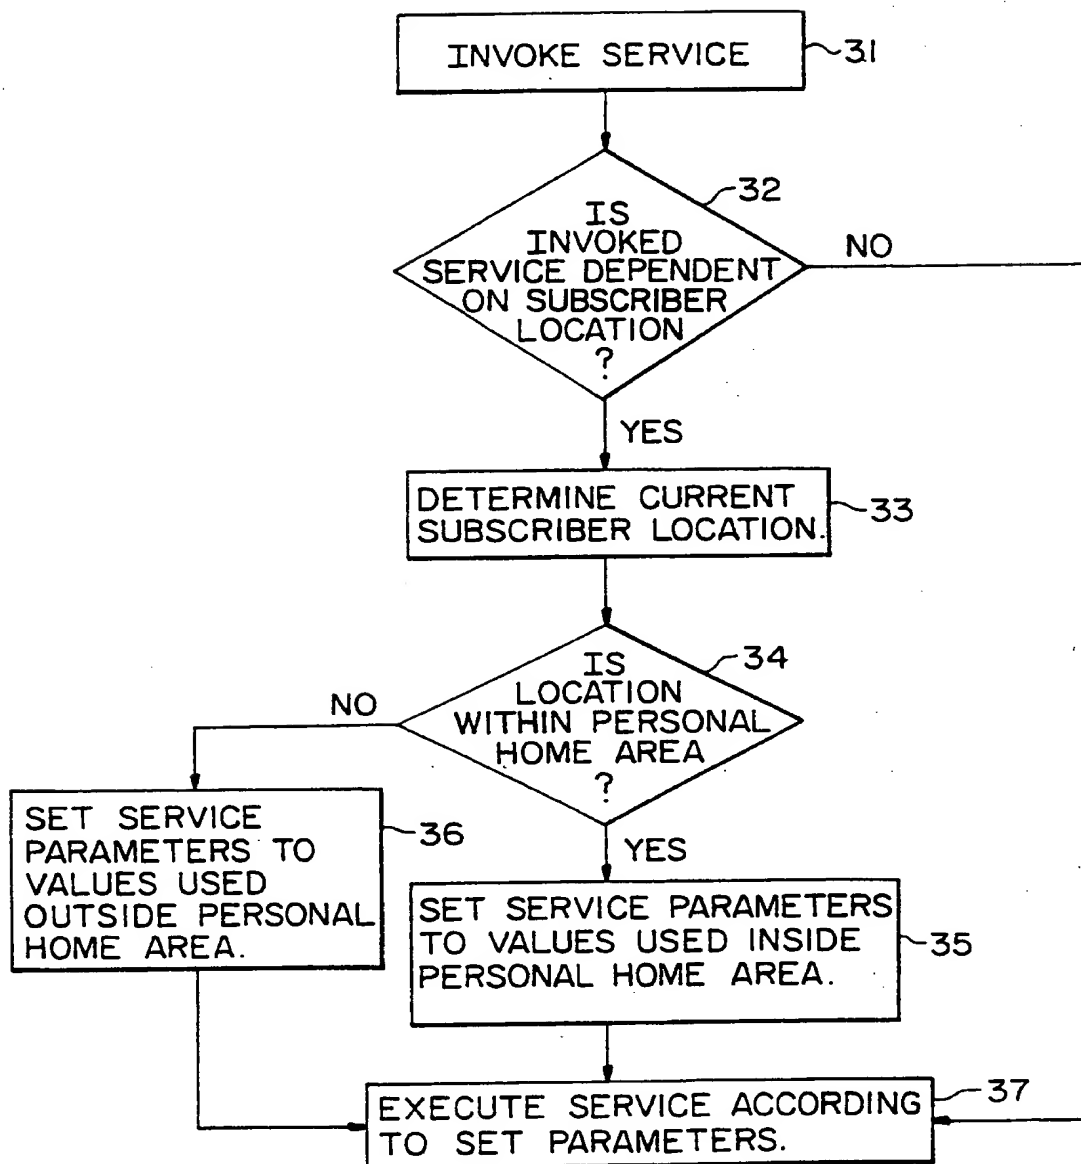 INVOKE SERVICE
31
32
IS
INVOKED
SERVICE DEPENDENT
ON SUBSCRIBER
LOCATION
?
NO
YES
DETERMINE CURRENT
SUBSCRIBER LOCATION.
33
34
IS
LOCATION
WITHIN PERSONAL
HOME AREA
?
NO
YES
SET SERVICE
PARAMETERS TO
VALUES USED
OUTSIDE PERSONAL
HOME AREA.
36
SET SERVICE PARAMETERS
TO VALUES USED INSIDE
PERSONAL HOME AREA.
35
EXECUTE SERVICE ACCORDING
TO SET PARAMETERS.
37